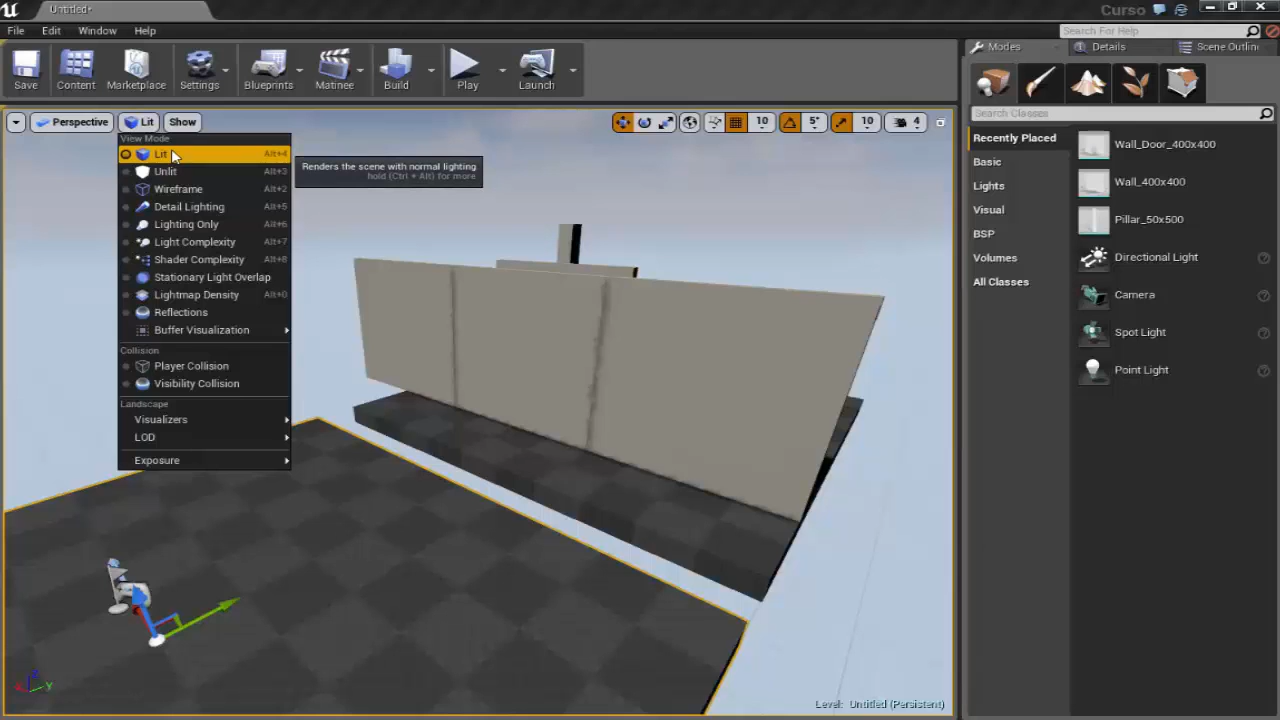 Untitled*
Curso
File Edit Window Help
Search For Help
Save Content Marketplace Settings Blueprints Matinee Build Play Launch
Modes Details Scene Outlin
Search Classes
Perspective Lit Show
10 5° 10 4
View Mode
Lit Alt+4
Unlit Alt+3
Wireframe Alt+2
Detail Lighting Alt+5
Lighting Only Alt+6
Light Complexity Alt+7
Shader Complexity Alt+8
Stationary Light Overlap
Lightmap Density Alt+0
Reflections
Buffer Visualization
Collision
Player Collision
Visibility Collision
Landscape
Visualizers
LOD
Exposure
Renders the scene with normal lighting
hold (Ctrl + Alt) for more
Recently Placed
Basic
Lights
Visual
BSP
Volumes
All Classes
Wall_Door_400x400
Wall_400x400
Pillar_50x500
Directional Light
Camera
Spot Light
Point Light
X Z Y
Level: Untitled (Persistent)